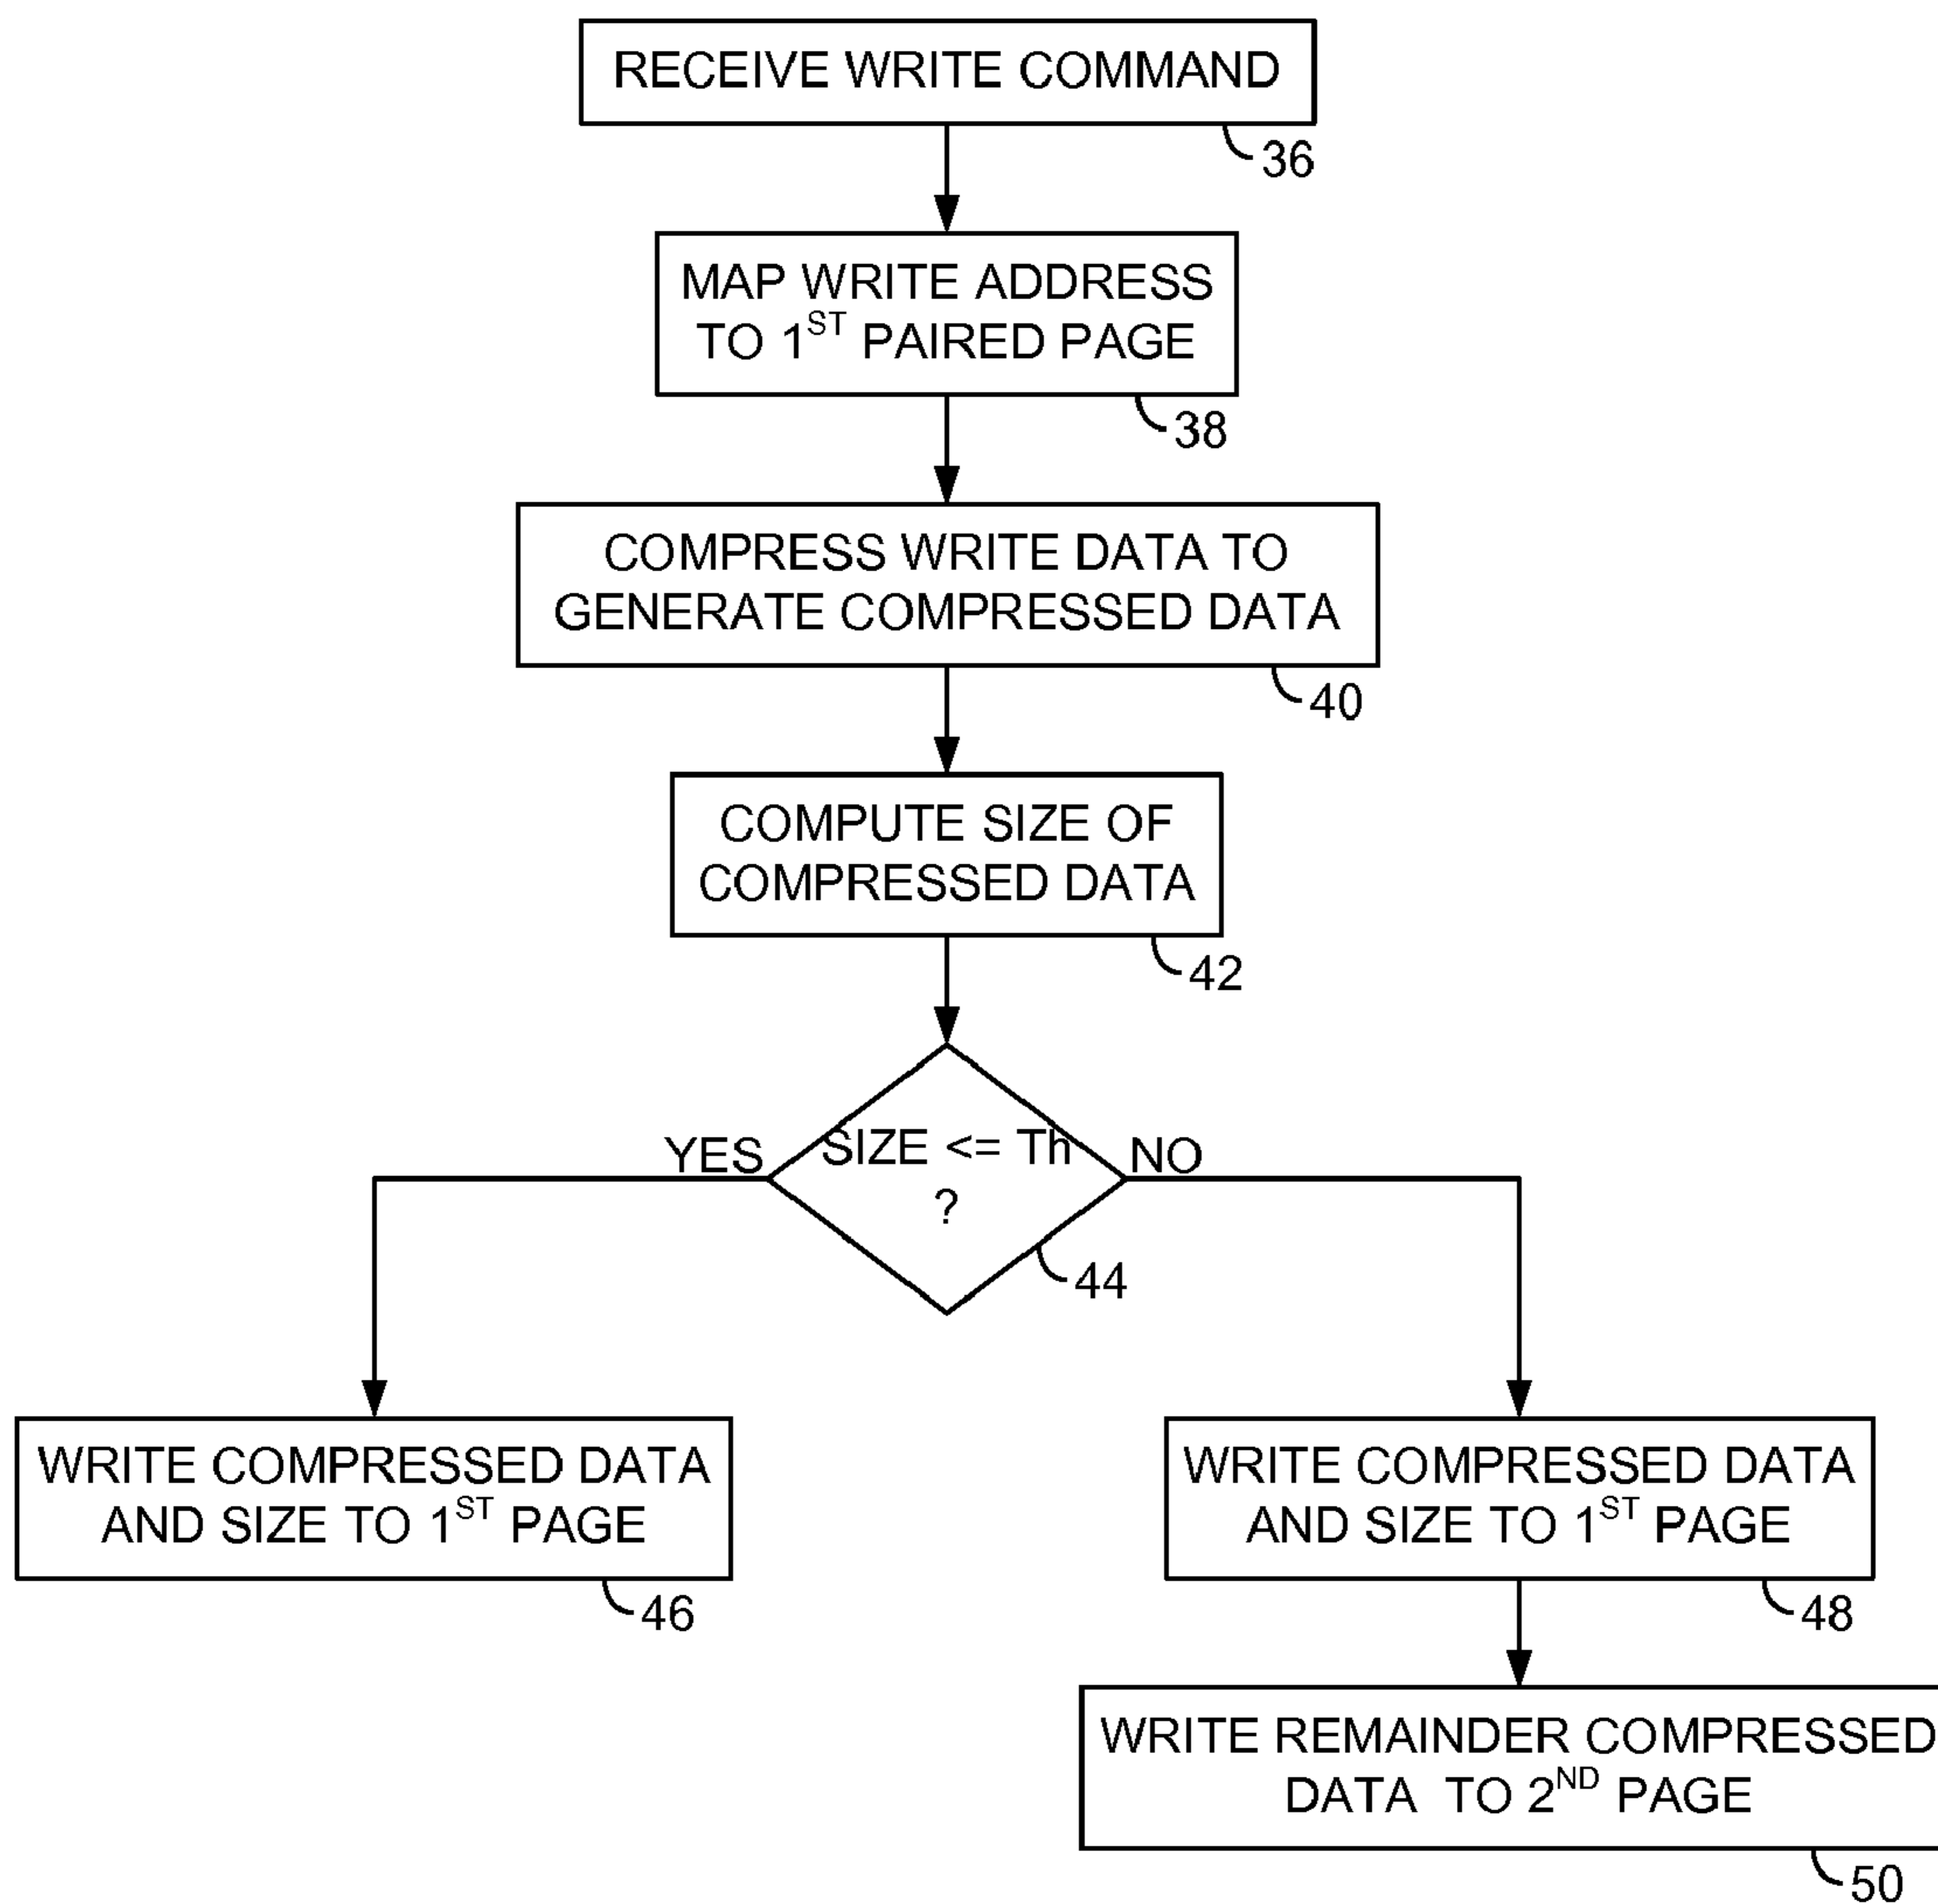 RECEIVE WRITE COMMAND
36
MAP WRITE ADDRESS
TO 1ST PAIRED PAGE
38
COMPRESS WRITE DATA TO
GENERATE COMPRESSED DATA
40
COMPUTE SIZE OF
COMPRESSED DATA
42
YES
SIZE <= Th
?
NO
44
WRITE COMPRESSED DATA
AND SIZE TO 1ST PAGE
46
WRITE COMPRESSED DATA
AND SIZE TO 1ST PAGE
48
WRITE REMAINDER COMPRESSED
DATA TO 2ND PAGE
50